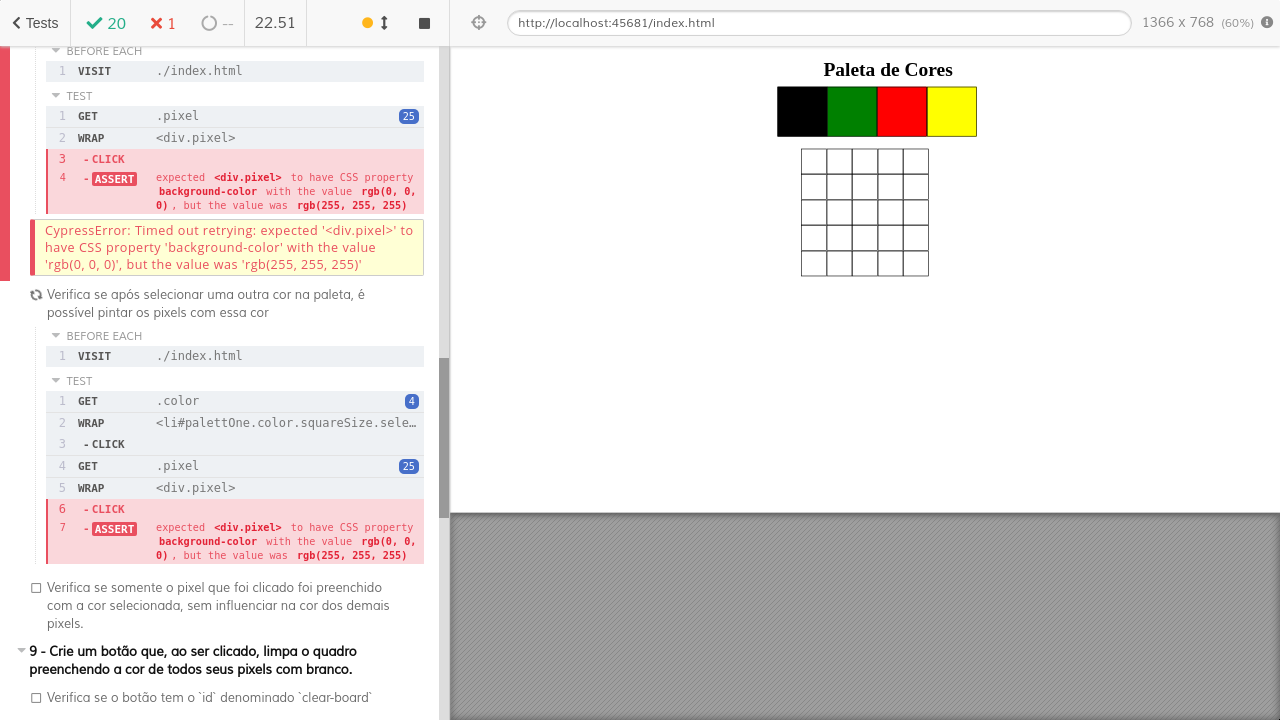 Tests 20 1 -- 22.51
http://localhost:45681/index.html 1366 x 768 (60%)
BEFORE EACH
1 VISIT ./index.html
TEST
1 GET .pixel 25
2 WRAP <div.pixel>
3 - CLICK
4 - ASSERT expected <div.pixel> to have CSS property
background-color with the value rgb(0, 0,
0), but the value was rgb(255, 255, 255)
CypressError: Timed out retrying: expected '<div.pixel>' to
have CSS property 'background-color' with the value
'rgb(0, 0, 0)', but the value was 'rgb(255, 255, 255)'
Verifica se após selecionar uma outra cor na paleta, é
possível pintar os pixels com essa cor
BEFORE EACH
1 VISIT ./index.html
TEST
1 GET .color 4
2 WRAP <li#palettOne.color.squareSize.sele…
3 - CLICK
4 GET .pixel 25
5 WRAP <div.pixel>
6 - CLICK
7 - ASSERT expected <div.pixel> to have CSS property
background-color with the value rgb(0, 0,
0), but the value was rgb(255, 255, 255)
Verifica se somente o pixel que foi clicado foi preenchido
com a cor selecionada, sem influenciar na cor dos demais
pixels.
9 - Crie um botão que, ao ser clicado, limpa o quadro
preenchendo a cor de todos seus pixels com branco.
Verifica se o botão tem o `id` denominado `clear-board`
Paleta de Cores